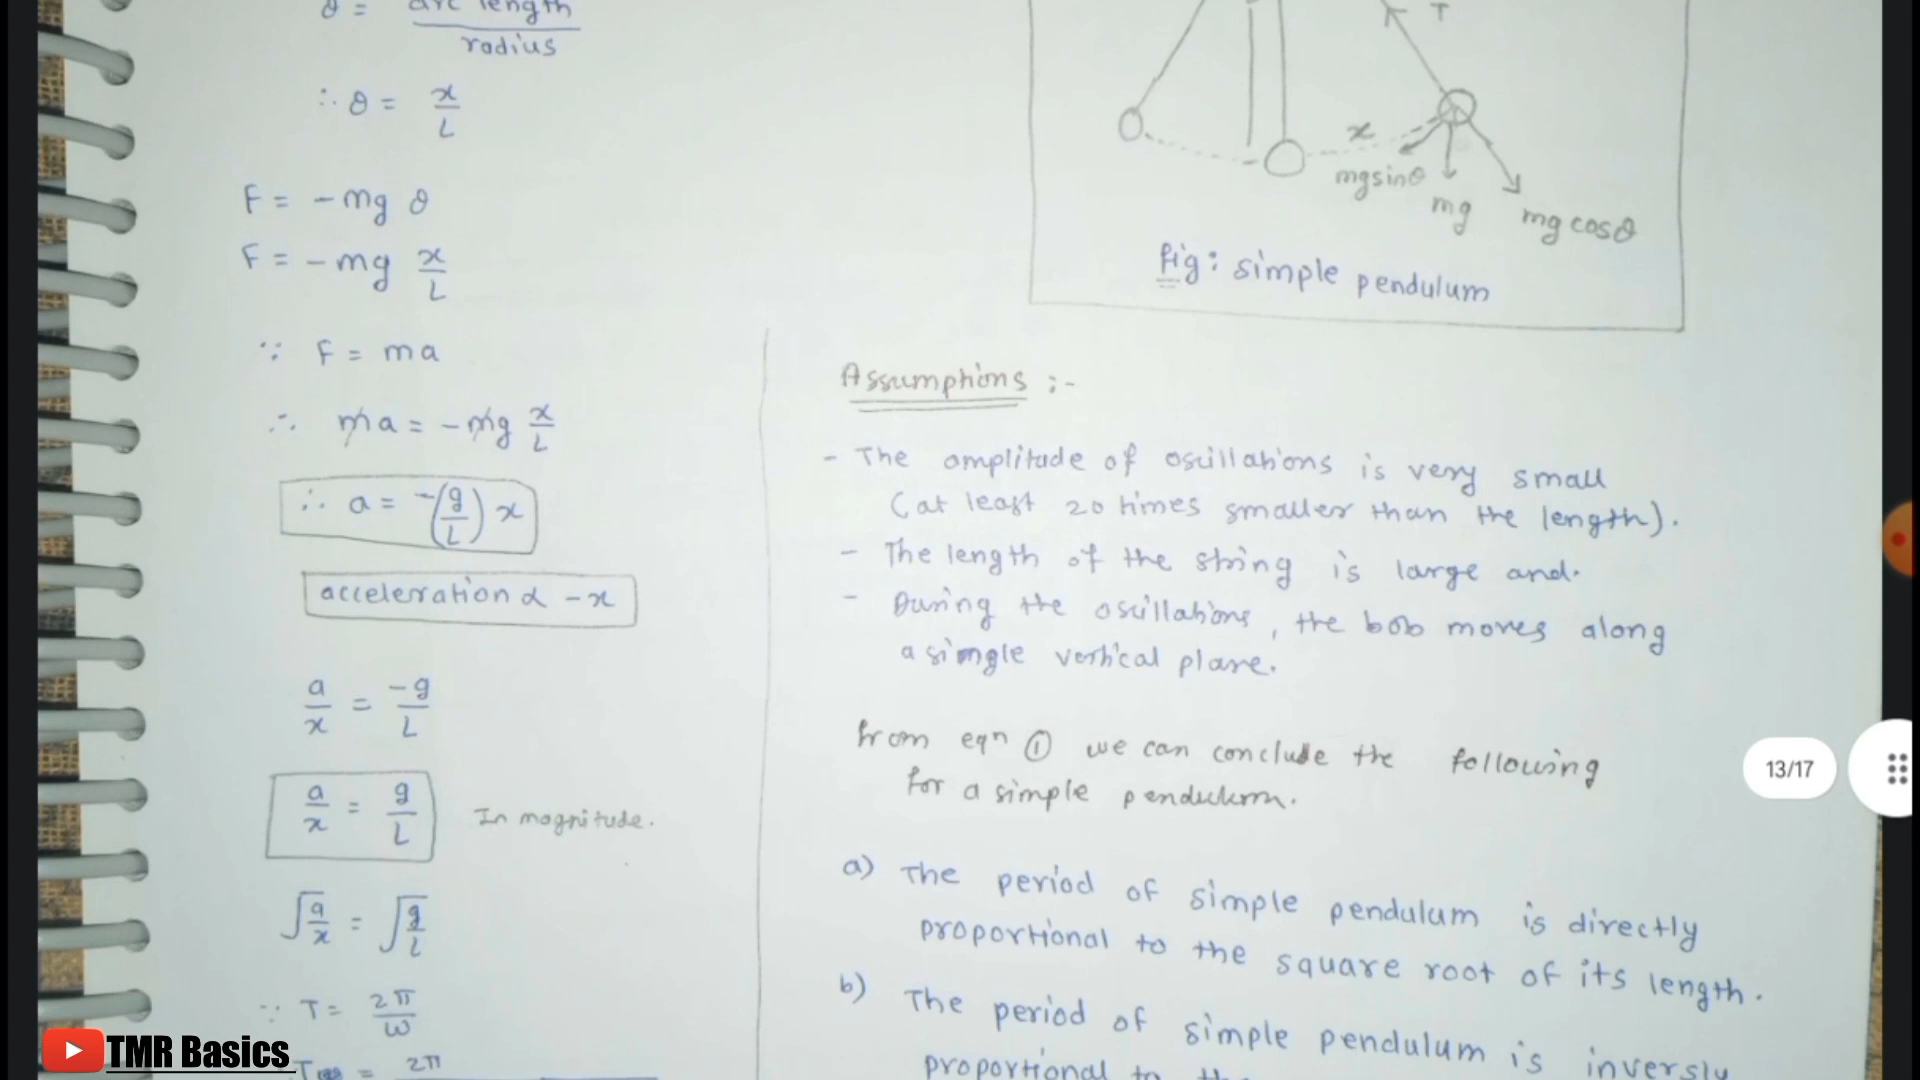 θ = arc length / radius
∴ θ = x / L
F = -mg θ
F = -mg x / L
∵ F = ma
∴ ma = -mg x / L
∴ a = -(g / L) x
acceleration α -x
a / x = -g / L
a / x = g / L In magnitude.
√a/x = √g/L
∵ T = 2π / ω
2π
T
x
mgsinθ
mg
mg cosθ
fig: simple pendulum
Assumptions :-
- The amplitude of oscillations is very small
(at least 20 times smaller than the length).
- The length of the string is large and.
- During the oscillations, the bob moves along
a single vertical plane.
from eqn ① we can conclude the following
for a simple pendulum.
a) The period of simple pendulum is directly
proportional to the square root of its length.
b) The period of simple pendulum is inversly
proportional to the
13/17
TMR Basics